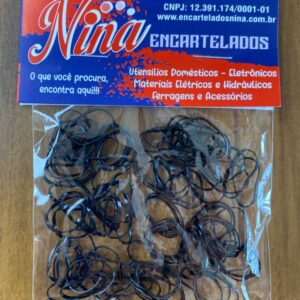 CNPJ: 12.391.174/0001-01
www.encarteladosnina.com.br
Nina
ENCARTELADOS
O que você procura,
encontra aqui!!!
Utensílios Domésticos - Eletrônicos
Materiais Elétricos e Hidráulicos
Ferragens e Acessórios